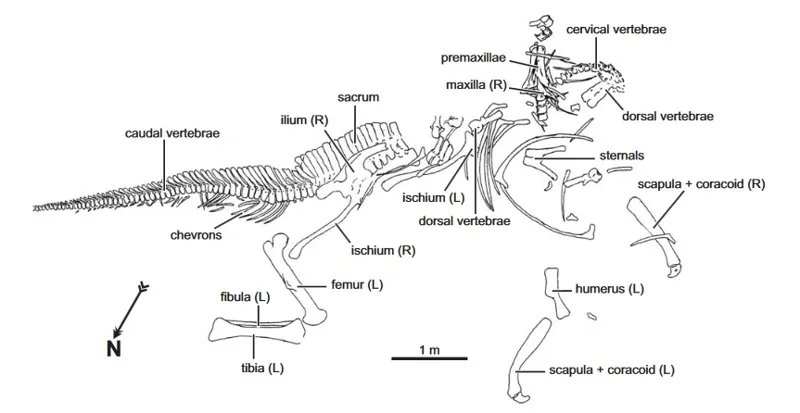 cervical vertebrae
premaxillae
maxilla (R)
sacrum
dorsal vertebrae
ilium (R)
caudal vertebrae
sternals
scapula + coracoid (R)
ischium (L)
dorsal vertebrae
chevrons
ischium (R)
femur (L)
humerus (L)
fibula (L)
N
1 m
tibia (L)
scapula + coracoid (L)